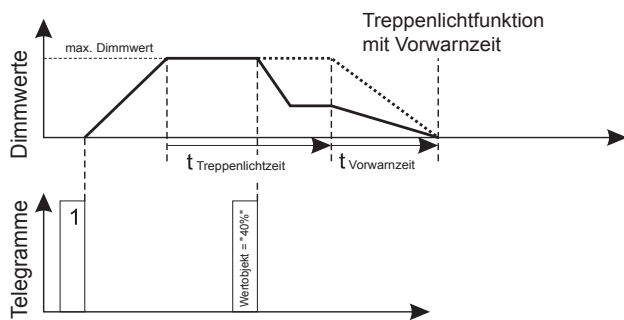 Treppenlichtfunktion
mit Vorwarnzeit
max. Dimmwert
Dimmwerte
t Treppenlichtzeit
t Vorwarnzeit
Telegramme
1
Wertobjekt = "40%"